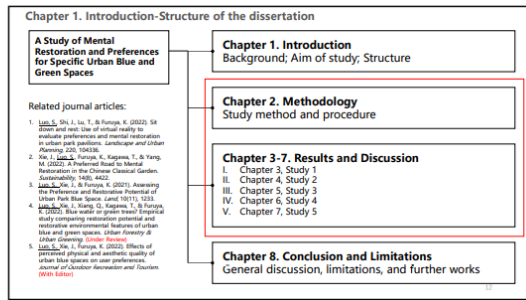 Chapter 1. Introduction-Structure of the dissertation
A Study of Mental
Restoration and Preferences
for Specific Urban Blue and
Green Spaces
Related journal articles:
1. Luo, S., Shi, J., Lu, T., & Furuya, K. (2022). Sit
down and rest: Use of virtual reality to
evaluate preferences and mental restoration
in urban park pavilions. Landscape and Urban
Planning, 220, 104336.
2. Xie, J., Luo, S., Furuya, K., Kagawa, T., & Yang,
M. (2022). A Preferred Road to Mental
Restoration in the Chinese Classical Garden.
Sustainability, 14(8), 4422.
3. Luo, S., Xie, J., & Furuya, K. (2021). Assessing
the Preference and Restorative Potential of
Urban Park Blue Space. Land, 10(11), 1233.
4. Luo, S., Xie, J., Xiang, Q., Kagawa, T., & Furuya,
K. (2022). Blue water or green trees? Empirical
study comparing restoration potential and
restorative environmental features of urban
blue and green spaces. Urban Forestry &
Urban Greening. (Under Review)
5. Luo, S., Xie, J., Furuya, K. (2022). Effects of
perceived physical and aesthetic quality of
urban blue spaces on user preferences.
Journal of Outdoor Recreation and Tourism.
(With Editor)
Chapter 1. Introduction
Background; Aim of study; Structure
Chapter 2. Methodology
Study method and procedure
Chapter 3-7. Results and Discussion
I. Chapter 3, Study 1
II. Chapter 4, Study 2
III. Chapter 5, Study 3
IV. Chapter 6, Study 4
V. Chapter 7, Study 5
Chapter 8. Conclusion and Limitations
General discussion, limitations, and further works
12